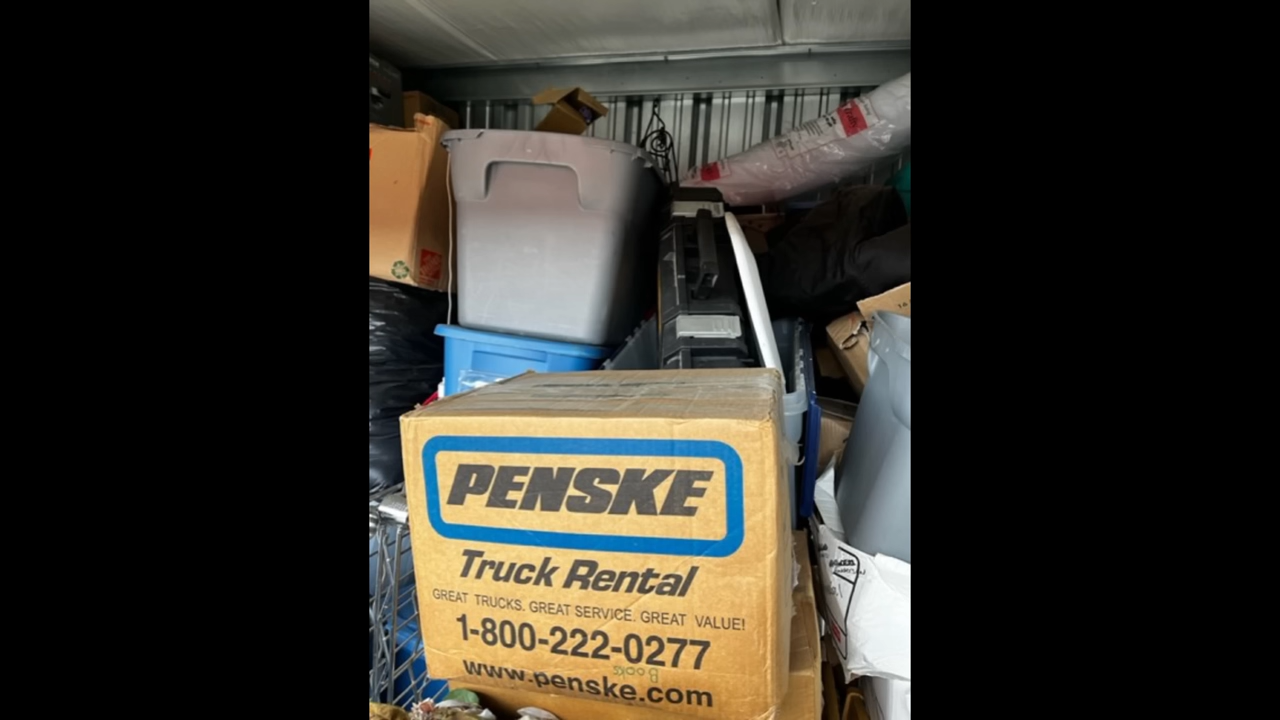 PENSKE
Truck Rental
GREAT TRUCKS. GREAT SERVICE. GREAT VALUE!
1-800-222-0277
www.penske.com